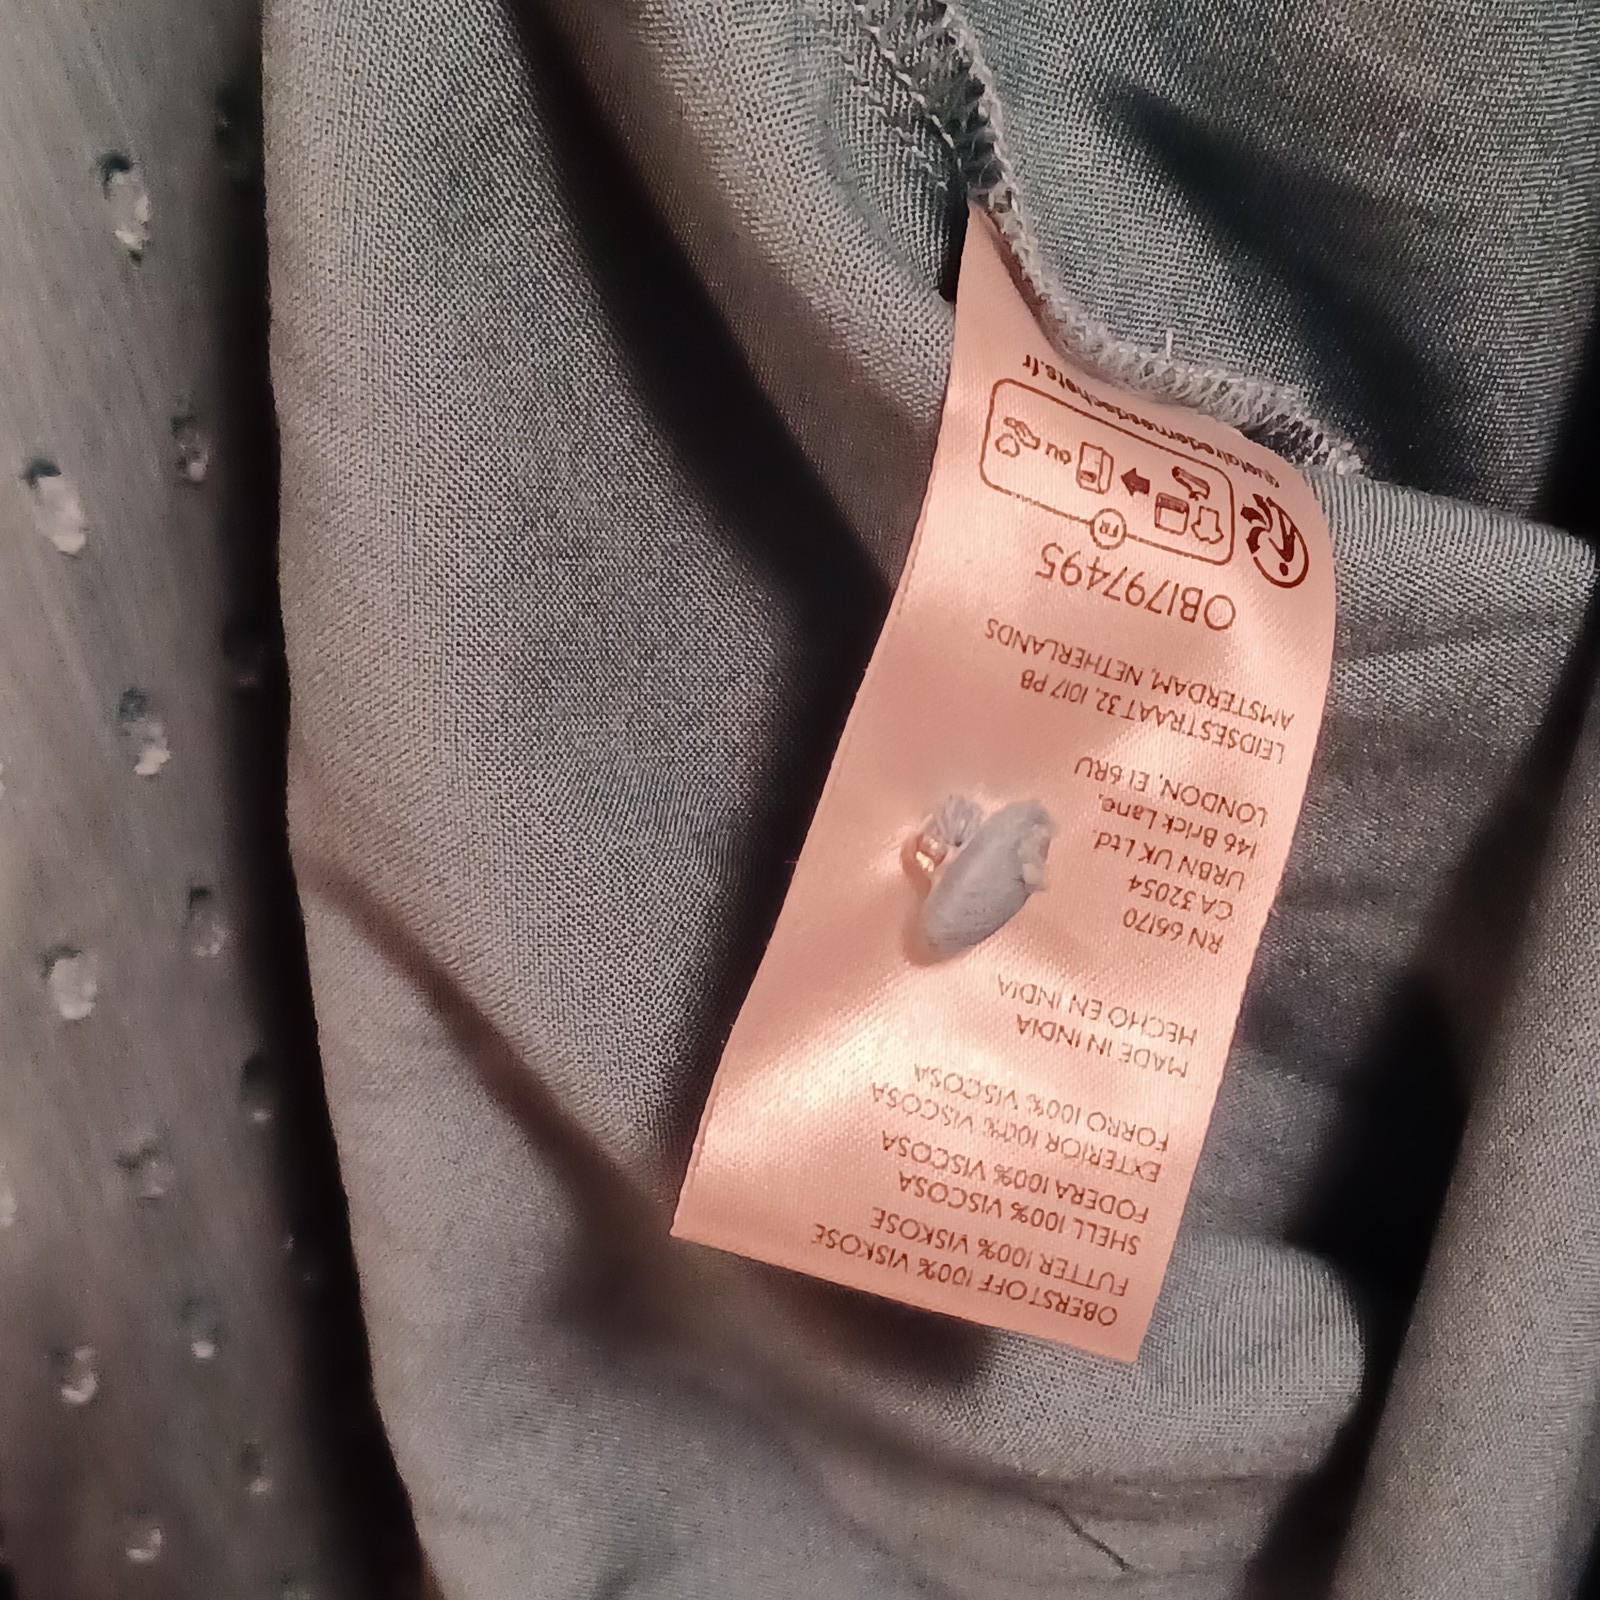 OBERSTOFF 100% VISKOSE
FUTTER 100% VISKOSE
SHELL 100% VISCOSA
FODERA 100% VISCOSA
EXTERIOR 100% VISCOSA
FORRO 100% VISCOSA
MADE IN INDIA
HECHO EN INDIA
RN 66170
CA 32054
URBN UK Ltd.
146 Brick Lane,
LONDON, E1 6RU
LEIDSESTRAAT 32, 1017 PB
AMSTERDAM, NETHERLANDS
OB1797495
FR
ou
quefairedemesdechets.fr